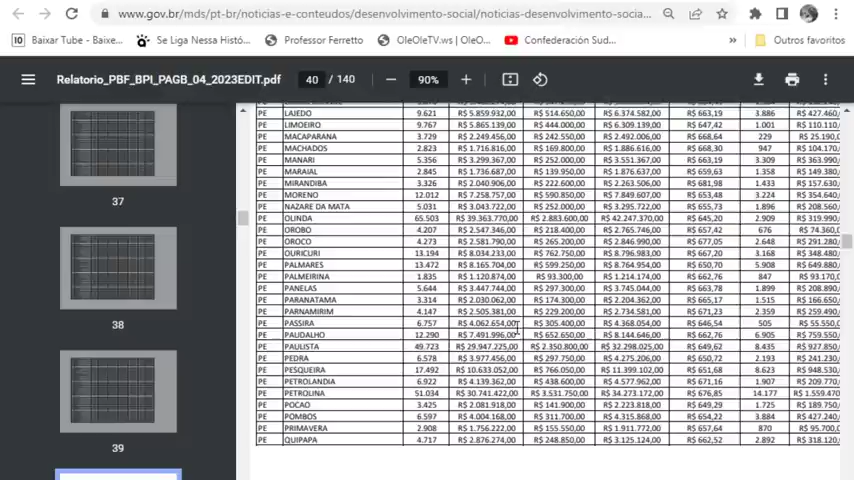 www.gov.br/mds/pt-br/noticias-e-conteudos/desenvolvimento-social/noticias-desenvolvimento-socia...
Baixar Tube - Baixe... Se Liga Nessa Histó... Professor Ferretto OleOleTV.ws | OleO... Confederación Sud... » Outros favoritos
Relatorio_PBF_BPI_PAGB_04_2023EDIT.pdf 40 / 140 90%
37
38
39
PE LAJEDO 9.621 R$ 5.859.932,00 R$ 514.650,00 R$ 6.374.582,00 R$ 663,19 3.886 R$ 427.460,
PE LIMOEIRO 9.767 R$ 5.865.139,00 R$ 444.000,00 R$ 6.309.139,00 R$ 647,42 1.001 R$ 110.110,
PE MACAPARANA 3.729 R$ 2.249.456,00 R$ 242.550,00 R$ 2.492.006,00 R$ 668,64 229 R$ 25.190,
PE MACHADOS 2.823 R$ 1.716.816,00 R$ 169.800,00 R$ 1.886.616,00 R$ 668,30 947 R$ 104.170,
PE MANARI 5.356 R$ 3.299.367,00 R$ 252.000,00 R$ 3.551.367,00 R$ 663,19 3.309 R$ 363.990,
PE MARAIAL 2.845 R$ 1.736.687,00 R$ 139.950,00 R$ 1.876.637,00 R$ 659,63 1.358 R$ 149.380,
PE MIRANDIBA 3.326 R$ 2.040.906,00 R$ 222.600,00 R$ 2.263.506,00 R$ 681,98 1.433 R$ 157.630,
PE MORENO 12.012 R$ 7.258.757,00 R$ 590.850,00 R$ 7.849.607,00 R$ 653,48 3.224 R$ 354.640,
PE NAZARE DA MATA 5.031 R$ 3.043.722,00 R$ 252.000,00 R$ 3.295.722,00 R$ 655,73 1.896 R$ 208.560,
PE OLINDA 65.503 R$ 39.363.770,00 R$ 2.883.600,00 R$ 42.247.370,00 R$ 645,20 2.909 R$ 319.990,
PE OROBO 4.207 R$ 2.547.346,00 R$ 218.400,00 R$ 2.765.746,00 R$ 657,42 676 R$ 74.360,
PE OROCO 4.273 R$ 2.581.790,00 R$ 265.200,00 R$ 2.846.990,00 R$ 677,05 2.648 R$ 291.280,
PE OURICURI 13.194 R$ 8.034.233,00 R$ 762.750,00 R$ 8.796.983,00 R$ 667,20 3.168 R$ 348.480,
PE PALMARES 13.472 R$ 8.165.704,00 R$ 599.250,00 R$ 8.764.954,00 R$ 650,70 5.908 R$ 649.880,
PE PALMEIRINA 1.835 R$ 1.120.874,00 R$ 93.300,00 R$ 1.214.174,00 R$ 662,76 847 R$ 93.170,
PE PANELAS 5.644 R$ 3.447.744,00 R$ 297.300,00 R$ 3.745.044,00 R$ 663,77 1.899 R$ 208.890,
PE PARANATAMA 3.314 R$ 2.030.062,00 R$ 174.300,00 R$ 2.204.362,00 R$ 665,17 1.515 R$ 166.650,
PE PARNAMIRIM 4.147 R$ 2.505.381,00 R$ 229.200,00 R$ 2.734.581,00 R$ 671,23 2.359 R$ 259.490,
PE PASSIRA 6.757 R$ 4.062.654,00 R$ 305.400,00 R$ 4.368.054,00 R$ 646,54 505 R$ 55.550,
PE PAUDALHO 12.290 R$ 7.491.996,00 R$ 652.650,00 R$ 8.144.646,00 R$ 662,76 6.905 R$ 759.550,
PE PAULISTA 49.723 R$ 29.947.225,00 R$ 2.350.800,00 R$ 32.298.025,00 R$ 649,62 8.435 R$ 927.850,
PE PEDRA 6.578 R$ 3.977.456,00 R$ 297.750,00 R$ 4.275.206,00 R$ 650,72 2.193 R$ 241.230,
PE PESQUEIRA 17.492 R$ 10.633.052,00 R$ 766.050,00 R$ 11.399.102,00 R$ 651,68 8.623 R$ 948.530,
PE PETROLANDIA 6.922 R$ 4.139.362,00 R$ 438.600,00 R$ 4.577.962,00 R$ 671,16 1.907 R$ 209.770,
PE PETROLINA 51.034 R$ 30.741.422,00 R$ 3.531.750,00 R$ 34.273.172,00 R$ 676,85 14.177 R$ 1.559.470
PE POCAO 3.425 R$ 2.081.918,00 R$ 141.900,00 R$ 2.223.818,00 R$ 649,29 1.725 R$ 189.750,
PE POMBOS 6.597 R$ 4.004.168,00 R$ 311.700,00 R$ 4.315.868,00 R$ 654,22 3.884 R$ 427.240,
PE PRIMAVERA 2.908 R$ 1.756.222,00 R$ 155.550,00 R$ 1.911.772,00 R$ 657,64 870 R$ 95.700,
PE QUIPAPA 4.717 R$ 2.876.274,00 R$ 248.850,00 R$ 3.125.124,00 R$ 662,52 2.892 R$ 318.120,